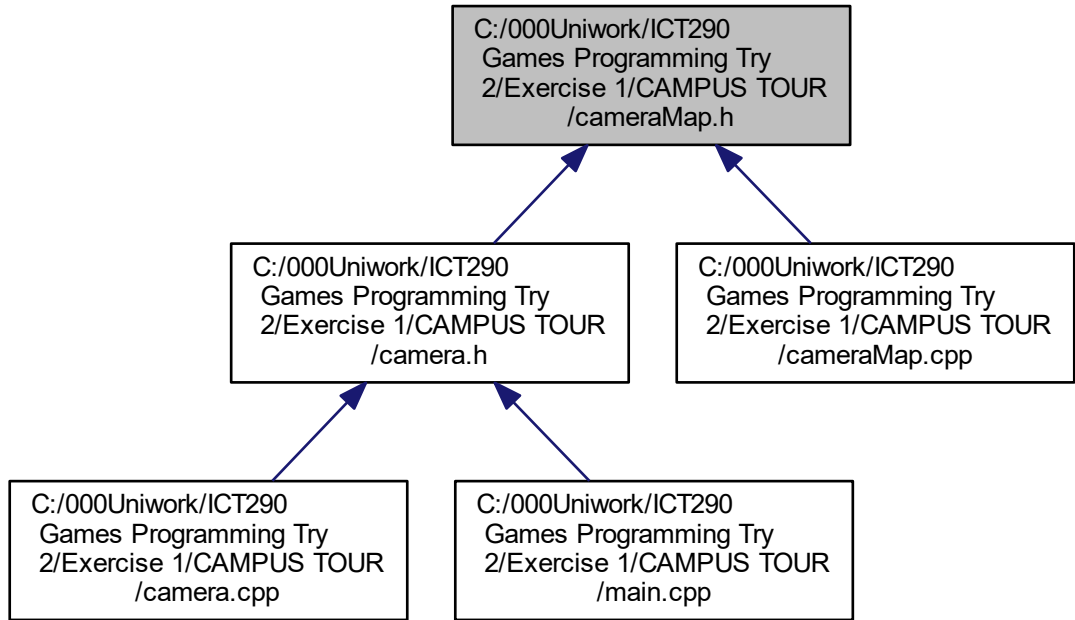 C:/000Uniwork/ICT290
Games Programming Try
2/Exercise 1/CAMPUS TOUR
/cameraMap.h
C:/000Uniwork/ICT290
Games Programming Try
2/Exercise 1/CAMPUS TOUR
/camera.h
C:/000Uniwork/ICT290
Games Programming Try
2/Exercise 1/CAMPUS TOUR
/cameraMap.cpp
C:/000Uniwork/ICT290
Games Programming Try
2/Exercise 1/CAMPUS TOUR
/camera.cpp
C:/000Uniwork/ICT290
Games Programming Try
2/Exercise 1/CAMPUS TOUR
/main.cpp